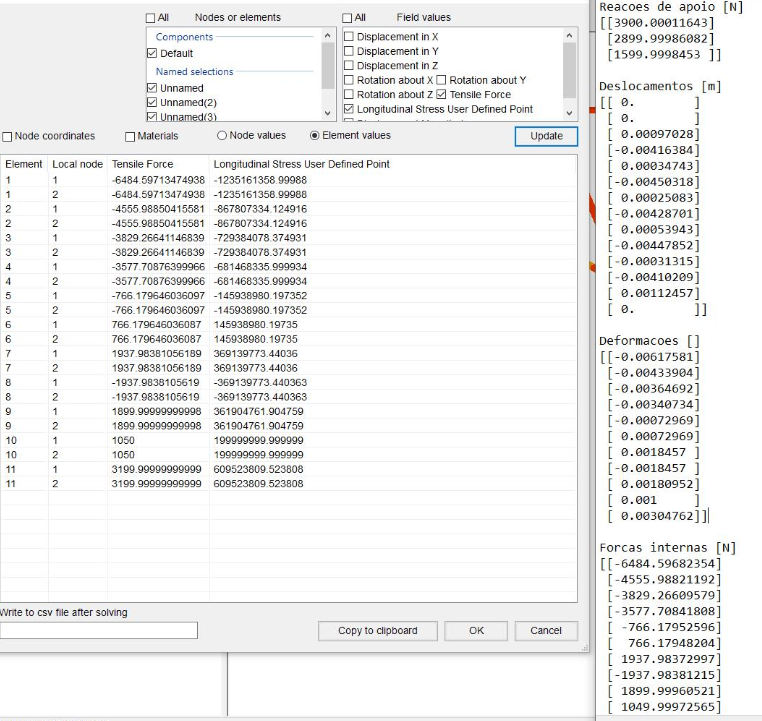 All Nodes or elements
Components
Default
Named selections
Unnamed
Unnamed(2)
Unnamed(3)
All Field values
Displacement in X
Displacement in Y
Displacement in Z
Rotation about X Rotation about Y
Rotation about Z Tensile Force
Longitudinal Stress User Defined Point
Node coordinates Materials Node values Element values Update
Element Local node Tensile Force Longitudinal Stress User Defined Point
1 1 -6484.59713474938 -1235161358.99988
1 2 -6484.59713474938 -1235161358.99988
2 1 -4555.98850415581 -867807334.124916
2 2 -4555.98850415581 -867807334.124916
3 1 -3829.26641146839 -729384078.374931
3 2 -3829.26641146839 -729384078.374931
4 1 -3577.70876399966 -681468335.999934
4 2 -3577.70876399966 -681468335.999934
5 1 -766.179646036097 -145938980.197352
5 2 -766.179646036097 -145938980.197352
6 1 766.179646036087 145938980.19735
6 2 766.179646036087 145938980.19735
7 1 1937.98381056189 369139773.44036
7 2 1937.98381056189 369139773.44036
8 1 -1937.9838105619 -369139773.440363
8 2 -1937.9838105619 -369139773.440363
9 1 1899.99999999998 361904761.904759
9 2 1899.99999999998 361904761.904759
10 1 1050 199999999.999999
10 2 1050 199999999.999999
11 1 3199.99999999999 609523809.523808
11 2 3199.99999999999 609523809.523808
Write to csv file after solving
Copy to clipboard OK Cancel
Reacoes de apoio [N]
[[3900.00011643]
[2899.99986082]
[1599.9998453 ]]
Deslocamentos [m]
[[ 0. ]
[ 0. ]
[ 0.00097028]
[-0.00416384]
[ 0.00034743]
[-0.00450318]
[ 0.00025083]
[-0.00428701]
[ 0.00053943]
[-0.00447852]
[-0.00031315]
[-0.00410209]
[ 0.00112457]
[ 0. ]]
Deformacoes []
[[-0.00617581]
[-0.00433904]
[-0.00364692]
[-0.00340734]
[-0.00072969]
[ 0.00072969]
[ 0.0018457 ]
[-0.0018457 ]
[ 0.00180952]
[ 0.001 ]
[ 0.00304762]]
Forcas internas [N]
[[-6484.59682354]
[-4555.98821192]
[-3829.26609579]
[-3577.70841808]
[ -766.17952596]
[ 766.17948204]
[ 1937.98372997]
[-1937.98381215]
[ 1899.99960521]
[ 1049.99972565]